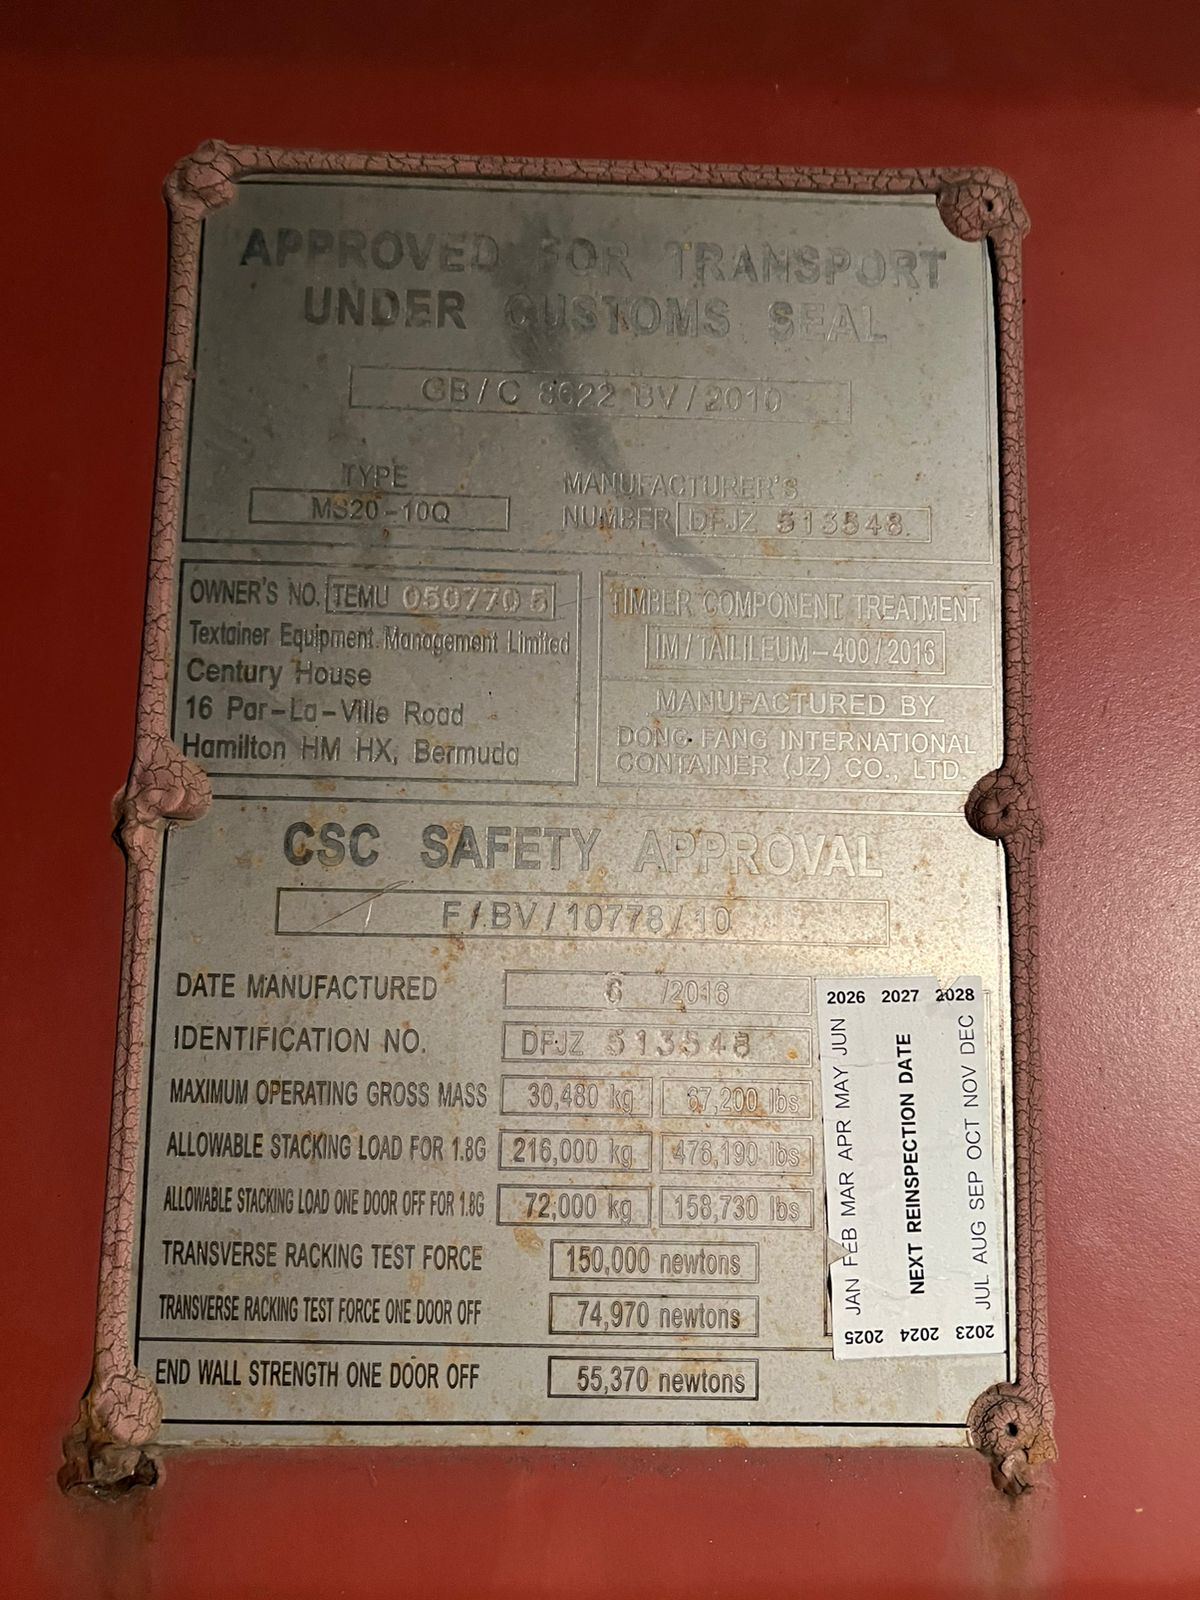 APPROVED FOR TRANSPORT
UNDER CUSTOMS SEAL
GB/C 8622 BV/2010
TYPE
MS20-10Q
MANUFACTURER'S
NUMBER DFJZ 513548.
OWNER'S NO. TEMU 050770 5
Textainer Equipment Management Limited
Century House
16 Par-La-Ville Road
Hamilton HM HX, Bermuda
TIMBER COMPONENT TREATMENT
IM/TAILILEUM-400/2016
MANUFACTURED BY
DONG FANG INTERNATIONAL
CONTAINER (JZ) CO., LTD.
CSC SAFETY APPROVAL
F/BV/10778/10
DATE MANUFACTURED 6 /2016
IDENTIFICATION NO. DFJZ 513548
MAXIMUM OPERATING GROSS MASS 30,480 kg 67,200 lbs
ALLOWABLE STACKING LOAD FOR 1.8G 216,000 kg 476,190 lbs
ALLOWABLE STACKING LOAD ONE DOOR OFF FOR 1.8G 72,000 kg 158,730 lbs
TRANSVERSE RACKING TEST FORCE 150,000 newtons
TRANSVERSE RACKING TEST FORCE ONE DOOR OFF 74,970 newtons
END WALL STRENGTH ONE DOOR OFF 55,370 newtons
2026 2027 2028
JAN FEB MAR APR MAY JUN
NEXT REINSPECTION DATE
JUL AUG SEP OCT NOV DEC
2023 2024 2025